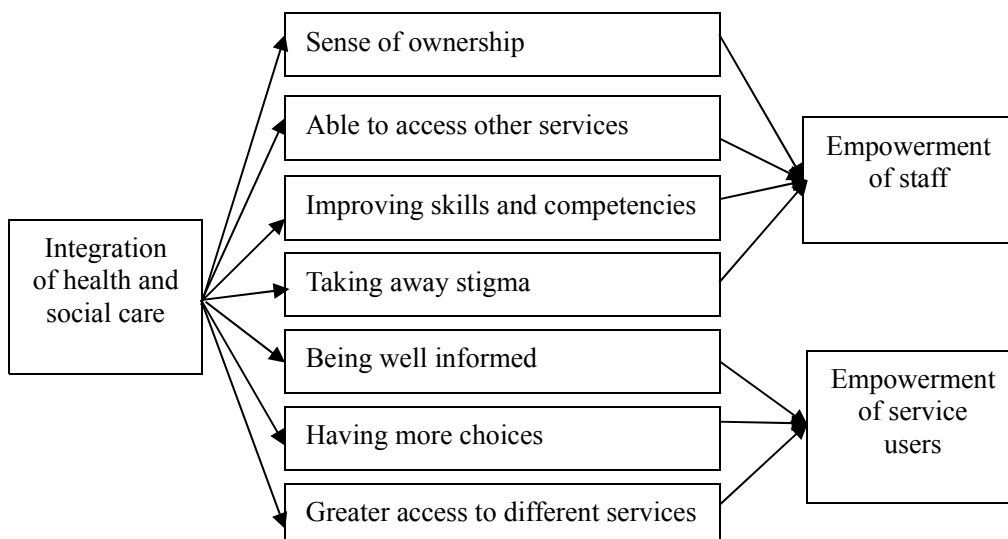 Sense of ownership
Able to access other services
Improving skills and competencies
Taking away stigma
Being well informed
Having more choices
Greater access to different services
Integration
of health and
social care
Empowerment
of staff
Empowerment
of service
users